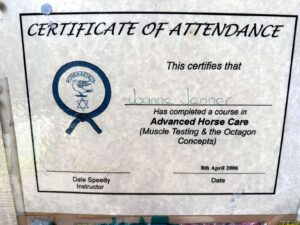 CERTIFICATE OF ATTENDANCE
This certifies that
Joanne Jenner
Has completed a course in
Advanced Horse Care
(Muscle Testing & the Octagon
Concepts)
8th April 2006
Dale Speedy
Instructor
Date